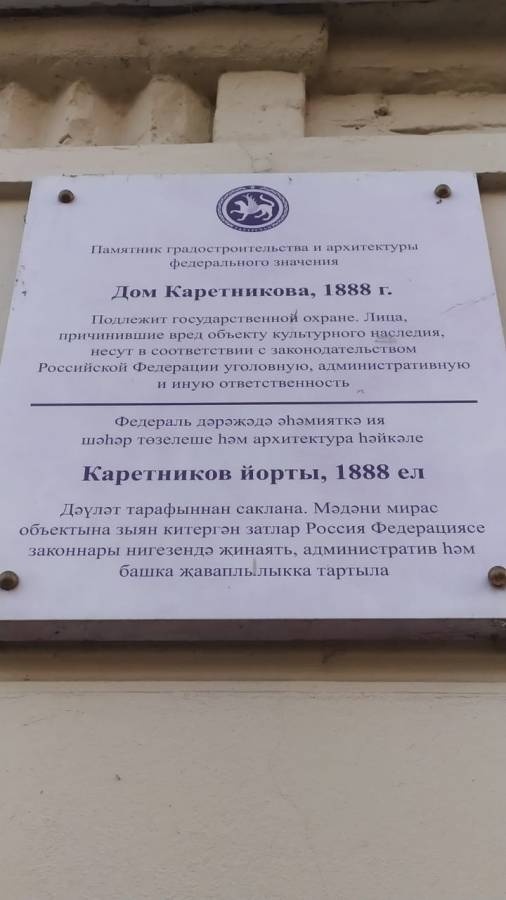 Памятник градостроительства и архитектуры
федерального значения
Дом Каретникова, 1888 г.
Подлежит государственной охране. Лица,
причинившие вред объекту культурного наследия,
несут в соответствии с законодательством
Российской Федерации уголовную, административную
и иную ответственность
Федераль дәрәжәдә әһәмияткә ия
шәһәр төзелеше һәм архитектура һәйкәле
Каретников йорты, 1888 ел
Дәүләт тарафыннан саклана. Мәдәни мирас
объектына зыян китергән затлар Россия Федерациясе
законнары нигезендә җинаять, административ һәм
башка җаваплылыкка тартыла